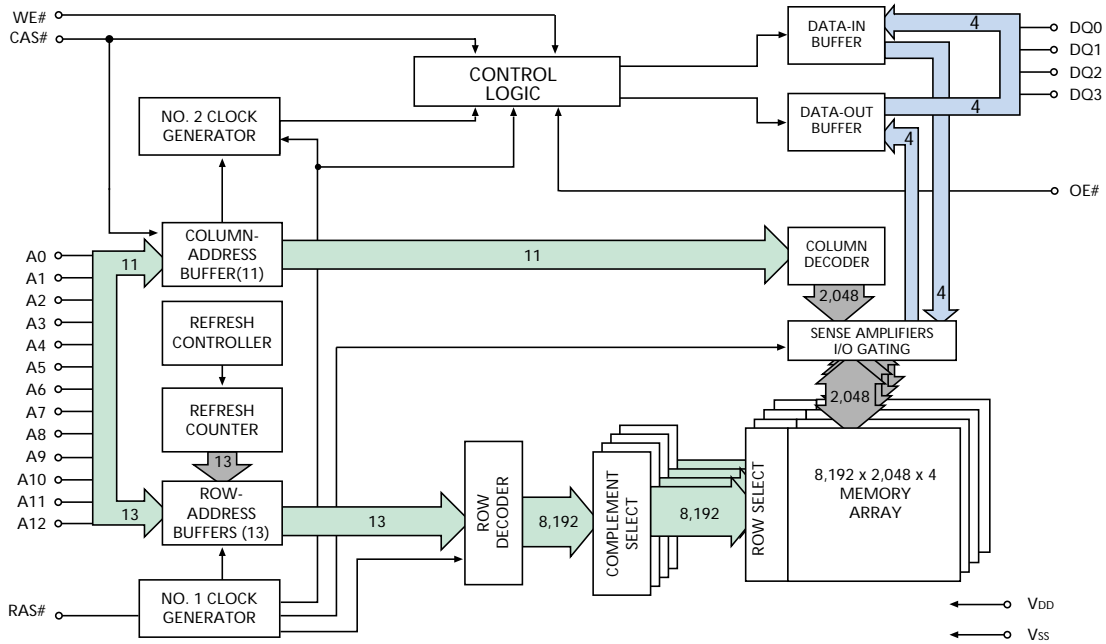 WE#
CAS#
CONTROL
LOGIC
DATA-IN
BUFFER
4
DQ0
DQ1
DQ2
DQ3
NO. 2 CLOCK
GENERATOR
DATA-OUT
BUFFER
4
4
OE#
A0
A1
A2
A3
A4
A5
A6
A7
A8
A9
A10
A11
A12
11
COLUMN-
ADDRESS
BUFFER(11)
11
COLUMN
DECODER
2,048
4
REFRESH
CONTROLLER
SENSE AMPLIFIERS
I/O GATING
2,048
REFRESH
COUNTER
13
13
ROW-
ADDRESS
BUFFERS (13)
13
ROW
DECODER
8,192
COMPLEMENT
SELECT
8,192
ROW SELECT
8,192 x 2,048 x 4
MEMORY
ARRAY
RAS#
NO. 1 CLOCK
GENERATOR
VDD
VSS